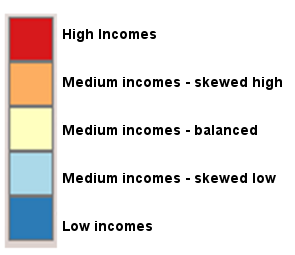 High Incomes
Medium incomes - skewed high
Medium incomes - balanced
Medium incomes - skewed low
Low incomes